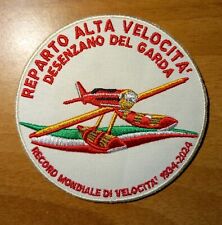 REPARTO ALTA VELOCITA'
DESENZANO DEL GARDA
RECORD MONDIALE DI VELOCITA' 1934-2024